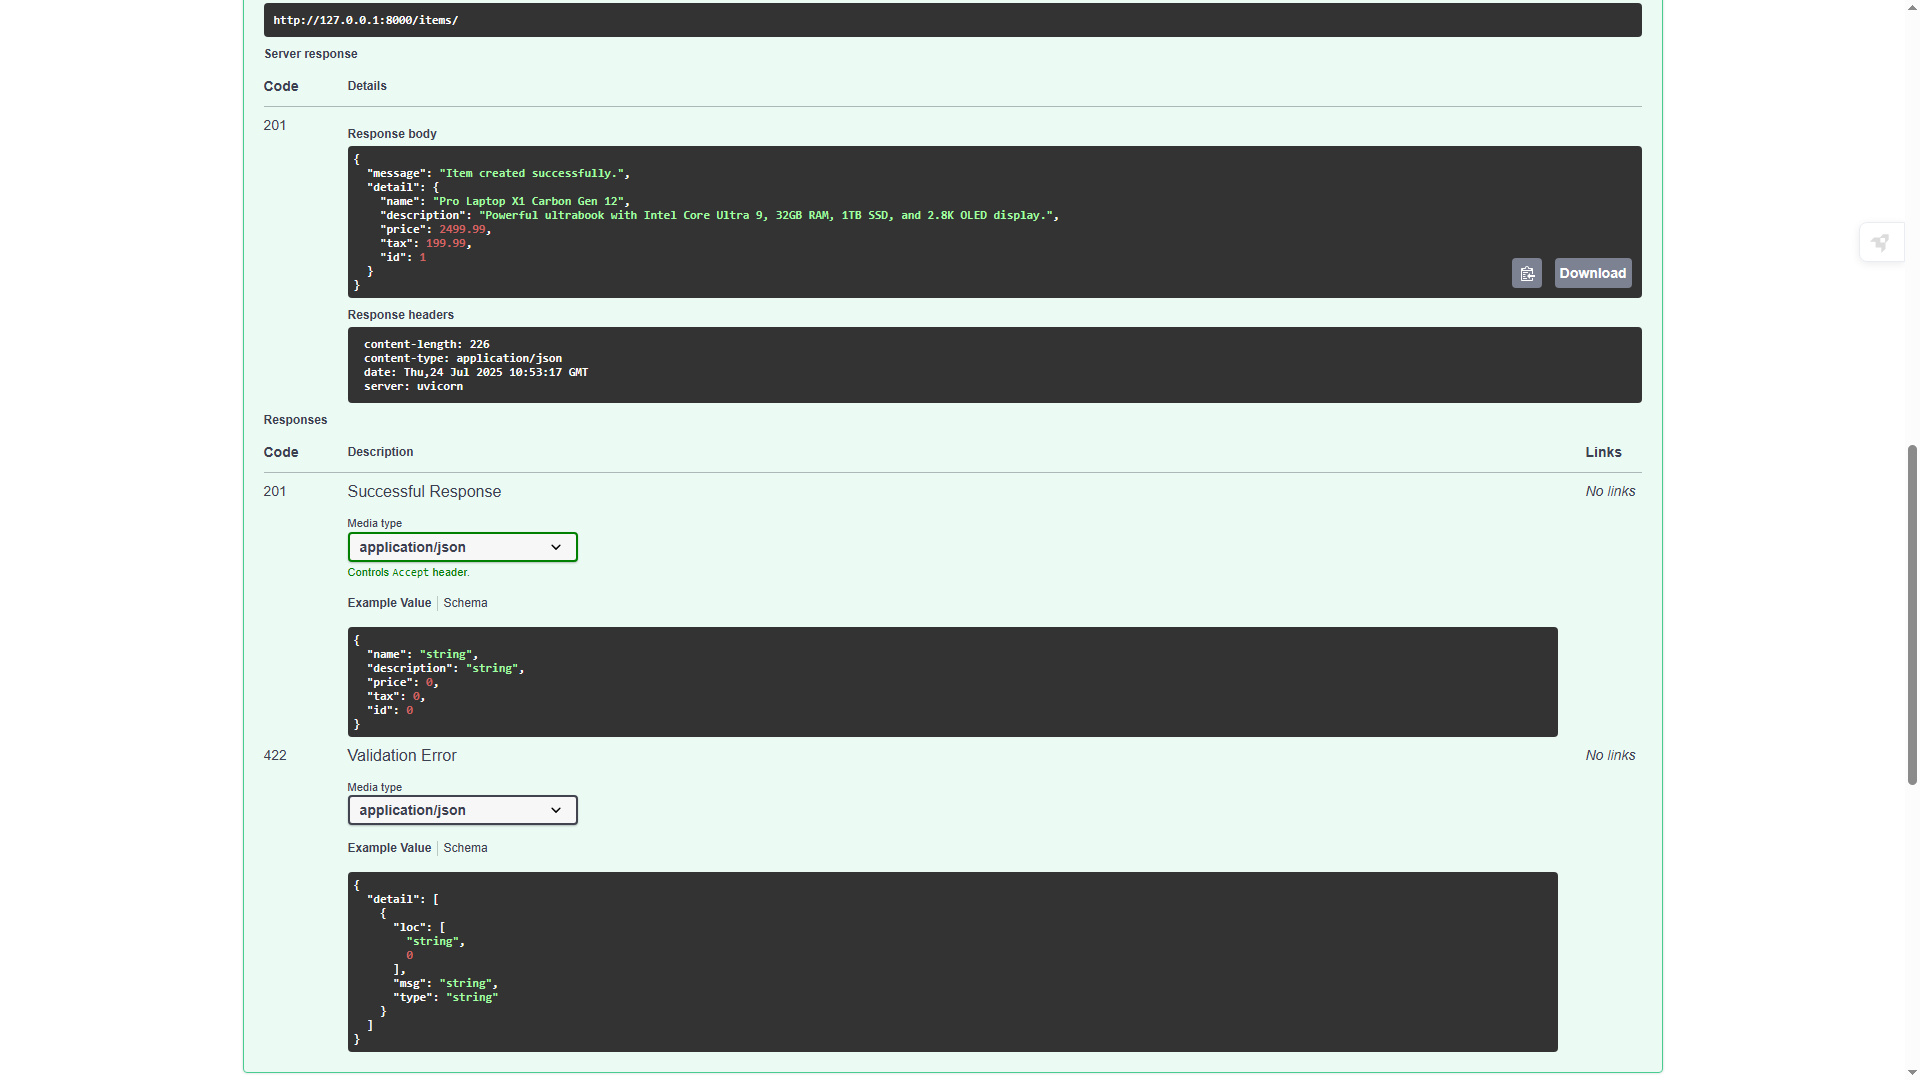 http://127.0.0.1:8000/items/
Server response
Code Details
201
Response body
{
  "message": "Item created successfully.",
  "detail": {
    "name": "Pro Laptop X1 Carbon Gen 12",
    "description": "Powerful ultrabook with Intel Core Ultra 9, 32GB RAM, 1TB SSD, and 2.8K OLED display.",
    "price": 2499.99,
    "tax": 199.99,
    "id": 1
  }
}
Download
Response headers
content-length: 226
content-type: application/json
date: Thu,24 Jul 2025 10:53:17 GMT
server: uvicorn
Responses
Code Description Links
201 Successful Response No links
Media type
application/json
Controls Accept header.
Example Value Schema
{
  "name": "string",
  "description": "string",
  "price": 0,
  "tax": 0,
  "id": 0
}
422 Validation Error No links
Media type
application/json
Example Value Schema
{
  "detail": [
    {
      "loc": [
        "string",
        0
      ],
      "msg": "string",
      "type": "string"
    }
  ]
}